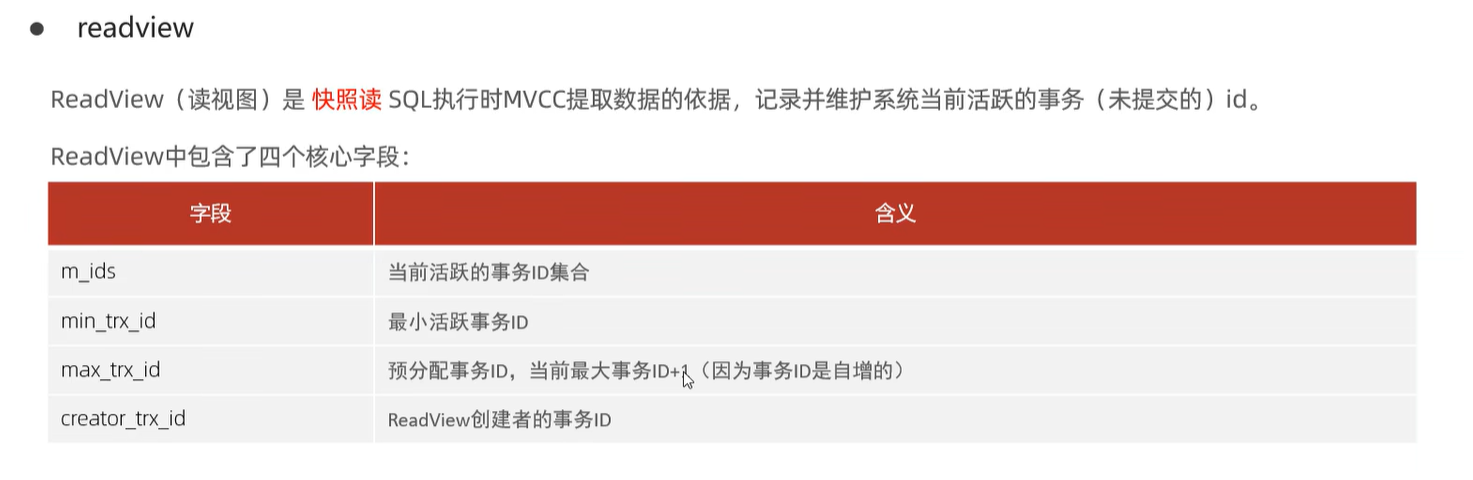 ● readview
ReadView（读视图）是 快照读 SQL执行时MVCC提取数据的依据，记录并维护系统当前活跃的事务（未提交的）id。
ReadView中包含了四个核心字段：
字段 含义
m_ids 当前活跃的事务ID集合
min_trx_id 最小活跃事务ID
max_trx_id 预分配事务ID，当前最大事务ID+1（因为事务ID是自增的）
creator_trx_id ReadView创建者的事务ID